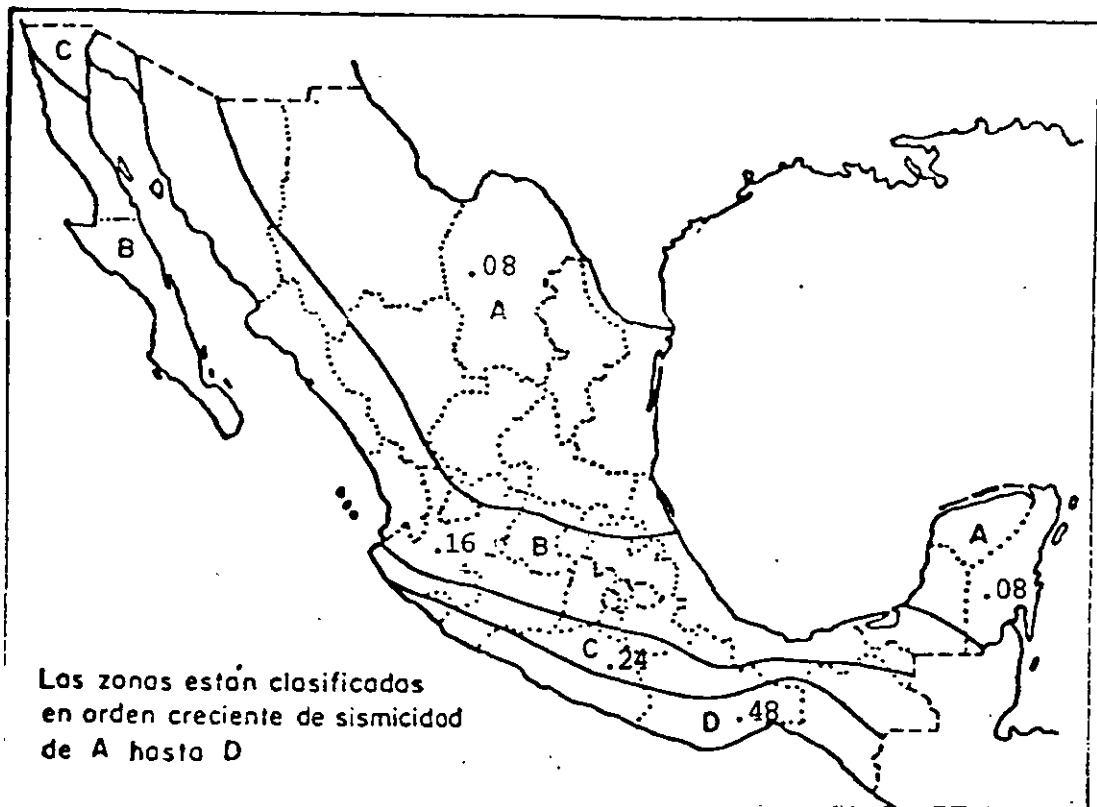 C
D
B
.08
A
.16
B
A
.08
C
.24
D
.48
Las zonas están clasificadas
en orden creciente de sismicidad
de A hasta D